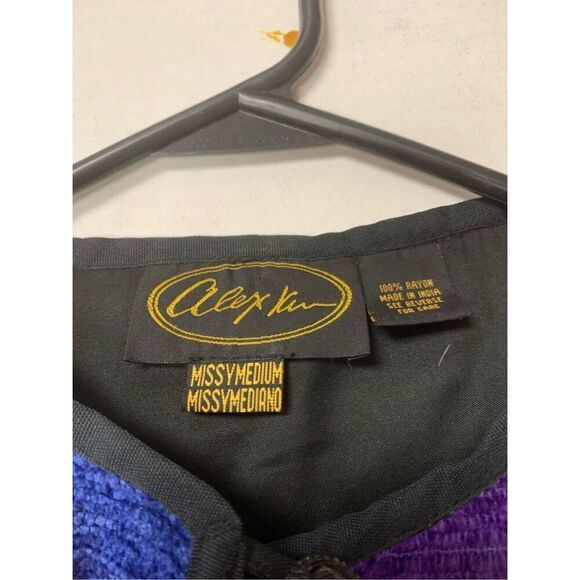 Alex Kim
100% RAYON
MADE IN INDIA
SEE REVERSE
FOR CARE
MISSYMEDIUM
MISSYMEDIANO